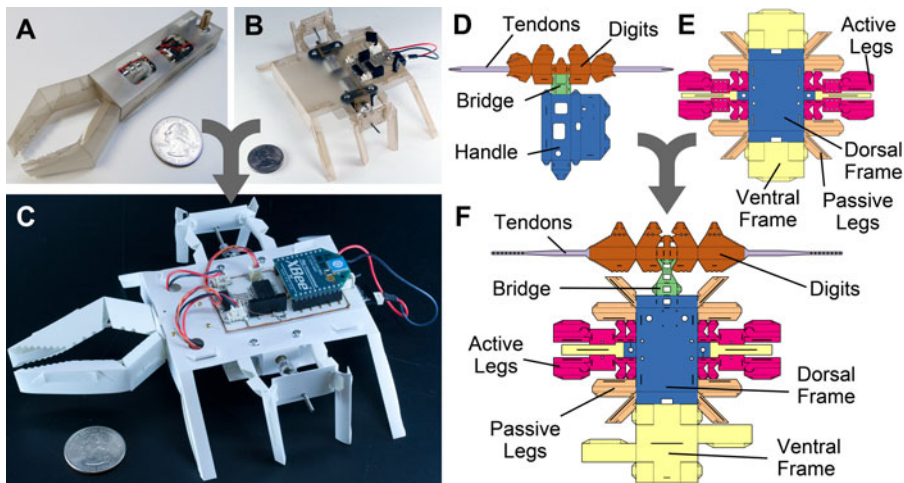 A
B
C
XBee
D
Tendons
Digits
Bridge
Handle
E
Active
Legs
Dorsal
Frame
Ventral
Frame
Passive
Legs
F
Tendons
Bridge
Digits
Active
Legs
Dorsal
Frame
Passive
Legs
Ventral
Frame